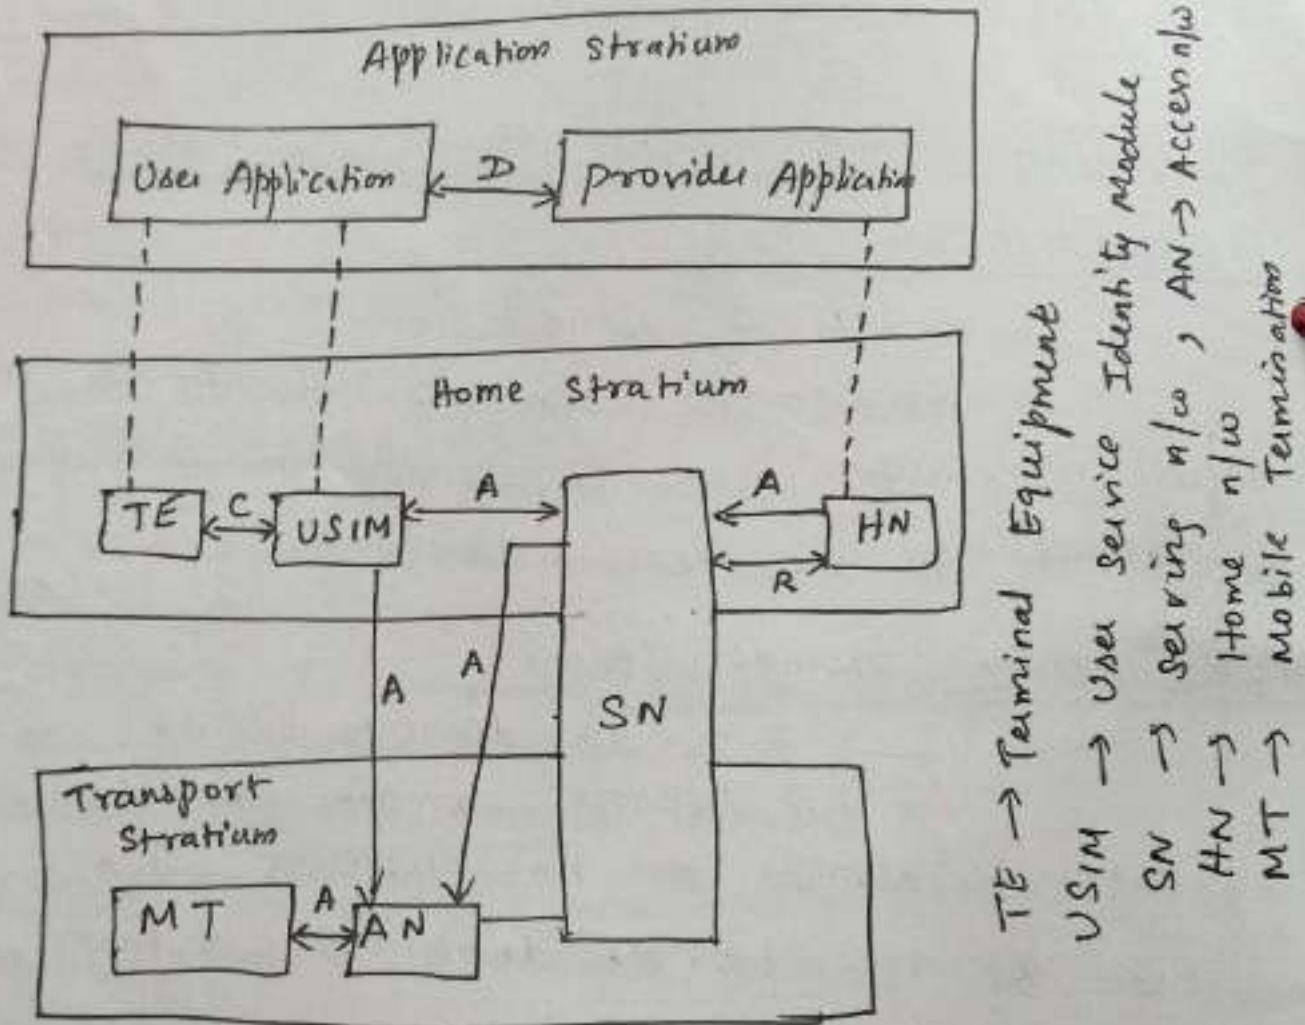 Application Stratium
User Application
D
Provider Application
Home Stratium
TE
C
USIM
A
A
HN
R
A
A
SN
Transport
Stratium
MT
A
AN
TE → Terminal Equipment
USIM → User Service Identity Module
SN → Serving n/w , AN → Access n/w
HN → Home n/w
MT → Mobile Termination